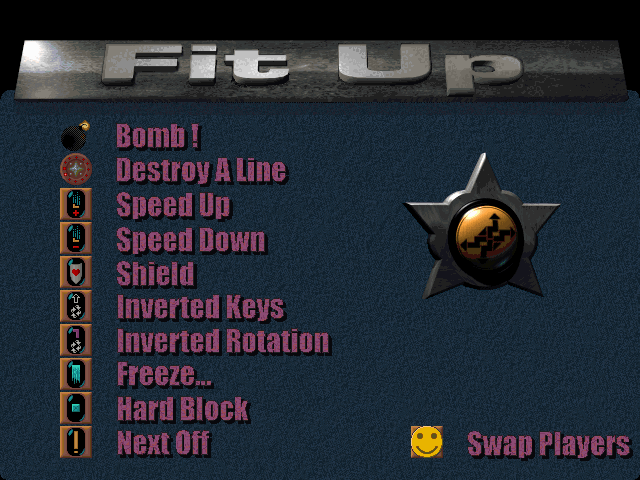 Fit Up
Bomb !
Destroy A Line
Speed Up
Speed Down
Shield
Inverted Keys
Inverted Rotation
Freeze...
Hard Block
Next Off
Swap Players